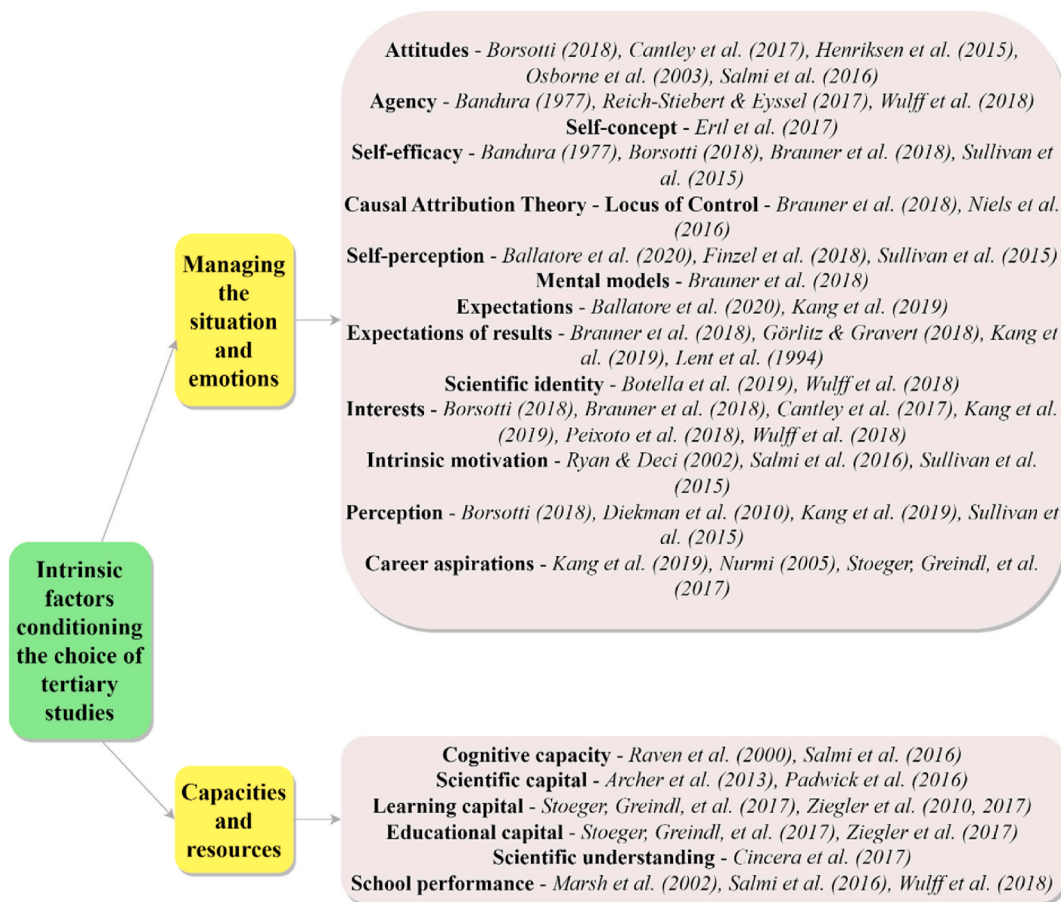 Attitudes - Borsotti (2018), Cantley et al. (2017), Henriksen et al. (2015),
Osborne et al. (2003), Salmi et al. (2016)
Agency - Bandura (1977), Reich-Stiebert & Eyssel (2017), Wulff et al. (2018)
Self-concept - Ertl et al. (2017)
Self-efficacy - Bandura (1977), Borsotti (2018), Brauner et al. (2018), Sullivan et
al. (2015)
Causal Attribution Theory - Locus of Control - Brauner et al. (2018), Niels et al.
(2016)
Self-perception - Ballatore et al. (2020), Finzel et al. (2018), Sullivan et al. (2015)
Mental models - Brauner et al. (2018)
Expectations - Ballatore et al. (2020), Kang et al. (2019)
Expectations of results - Brauner et al. (2018), Görlitz & Gravert (2018), Kang et
al. (2019), Lent et al. (1994)
Scientific identity - Botella et al. (2019), Wulff et al. (2018)
Interests - Borsotti (2018), Brauner et al. (2018), Cantley et al. (2017), Kang et al.
(2019), Peixoto et al. (2018), Wulff et al. (2018)
Intrinsic motivation - Ryan & Deci (2002), Salmi et al. (2016), Sullivan et al.
(2015)
Perception - Borsotti (2018), Diekman et al. (2010), Kang et al. (2019), Sullivan et
al. (2015)
Career aspirations - Kang et al. (2019), Nurmi (2005), Stoeger, Greindl, et al.
(2017)
Managing
the
situation
and
emotions
Intrinsic
factors
conditioning
the choice of
tertiary
studies
Capacities
and
resources
Cognitive capacity - Raven et al. (2000), Salmi et al. (2016)
Scientific capital - Archer et al. (2013), Padwick et al. (2016)
Learning capital - Stoeger, Greindl, et al. (2017), Ziegler et al. (2010, 2017)
Educational capital - Stoeger, Greindl, et al. (2017), Ziegler et al. (2017)
Scientific understanding - Cincera et al. (2017)
School performance - Marsh et al. (2002), Salmi et al. (2016), Wulff et al. (2018)